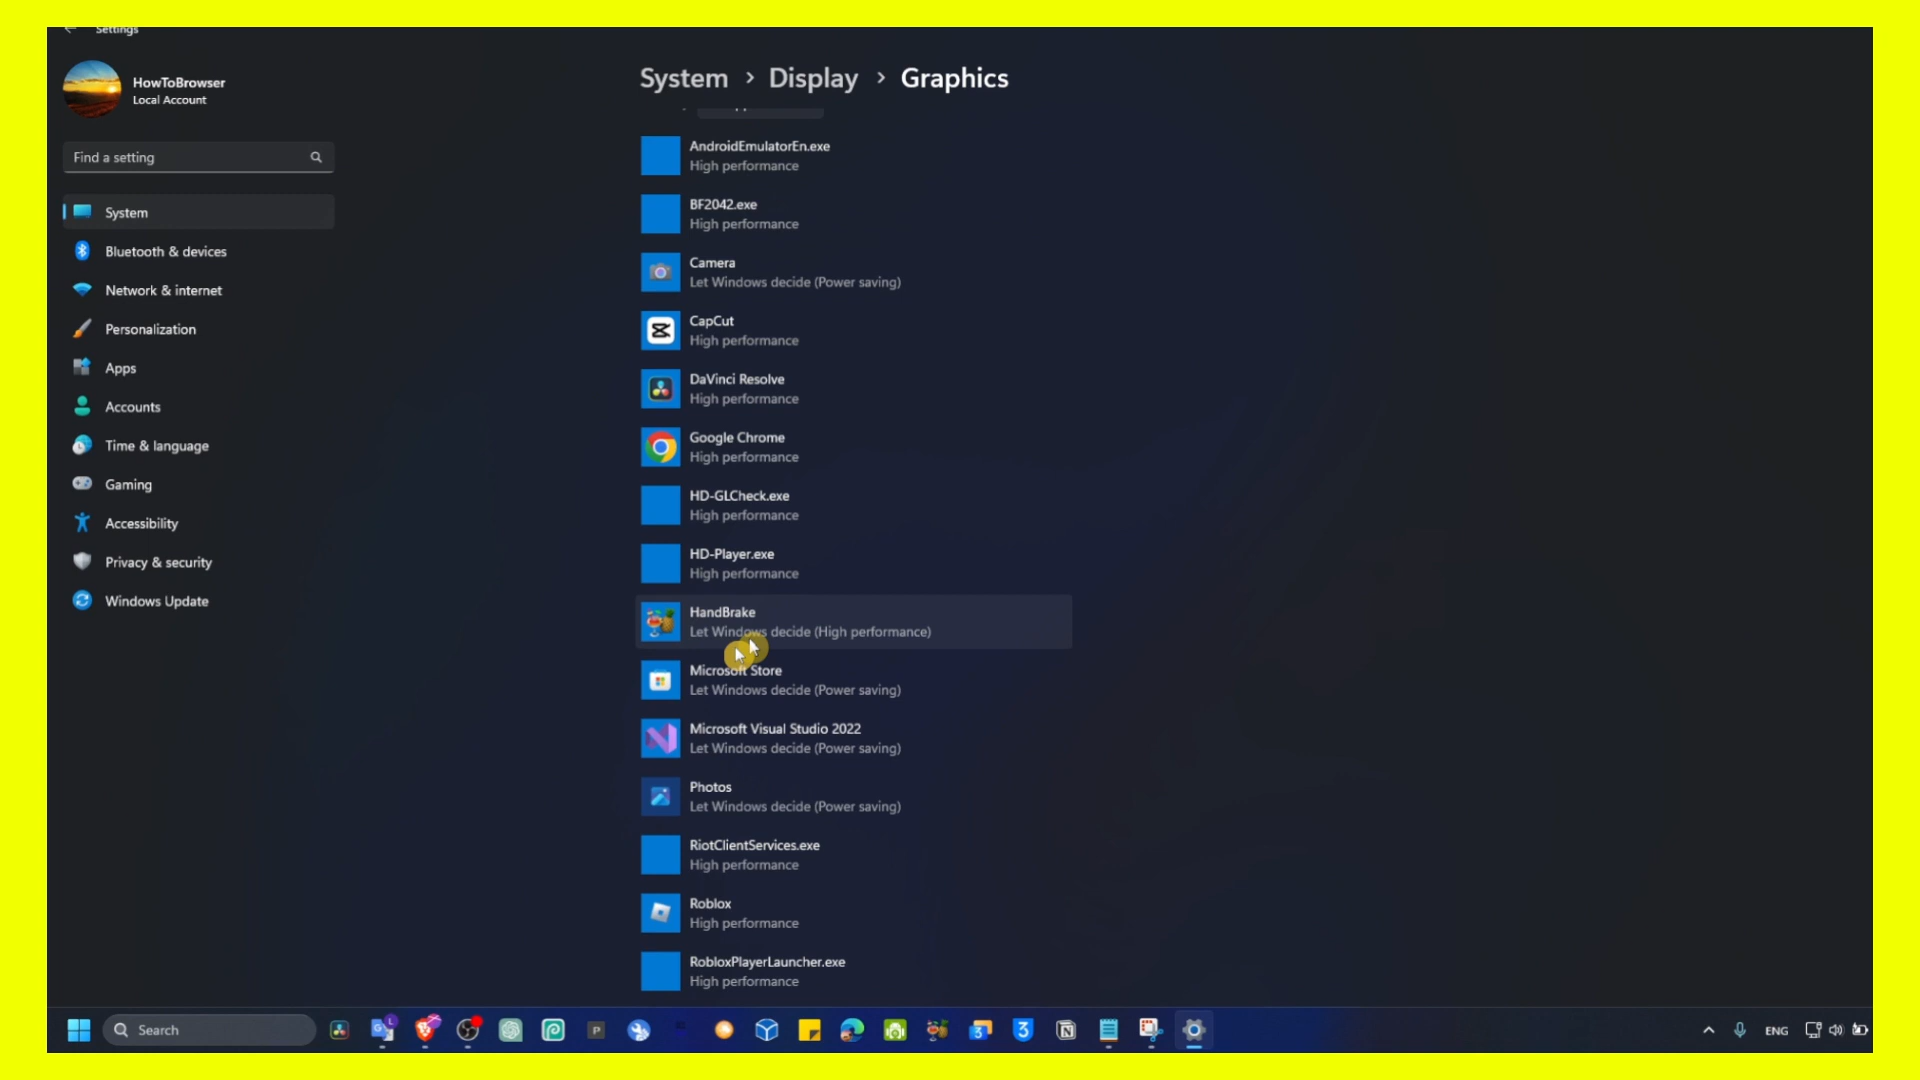 Settings
HowToBrowser
Local Account
Find a setting
System
Bluetooth & devices
Network & internet
Personalization
Apps
Accounts
Time & language
Gaming
Accessibility
Privacy & security
Windows Update
System > Display > Graphics
AndroidEmulatorEn.exe
High performance
BF2042.exe
High performance
Camera
Let Windows decide (Power saving)
CapCut
High performance
DaVinci Resolve
High performance
Google Chrome
High performance
HD-GLCheck.exe
High performance
HD-Player.exe
High performance
HandBrake
Let Windows decide (High performance)
Microsoft Store
Let Windows decide (Power saving)
Microsoft Visual Studio 2022
Let Windows decide (Power saving)
Photos
Let Windows decide (Power saving)
RiotClientServices.exe
High performance
Roblox
High performance
RobloxPlayerLauncher.exe
High performance
Search
ENG